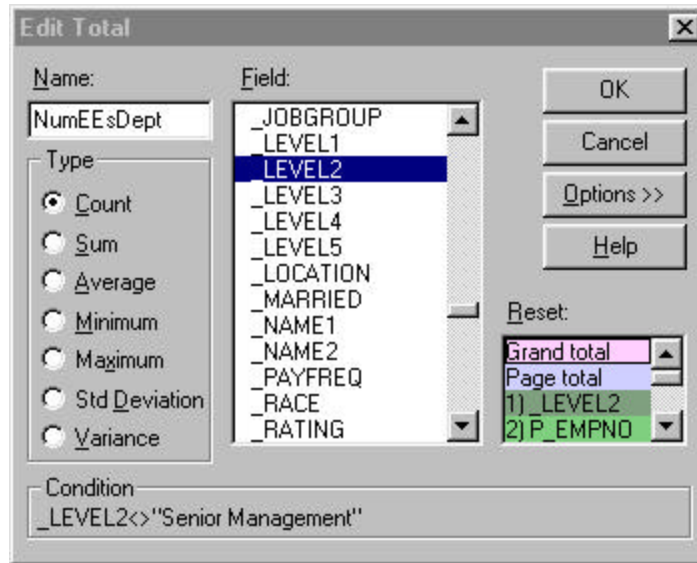 Edit Total
Name:
NumEEsDept
Type
Count
Sum
Average
Minimum
Maximum
Std Deviation
Variance
Field:
_JOBGROUP
_LEVEL1
_LEVEL2
_LEVEL3
_LEVEL4
_LEVEL5
_LOCATION
_MARRIED
_NAME1
_NAME2
_PAYFREQ
_RACE
_RATING
OK
Cancel
Options >>
Help
Reset:
Grand total
Page total
1) _LEVEL2
2) P_EMPNO
Condition
_LEVEL2<>"Senior Management"